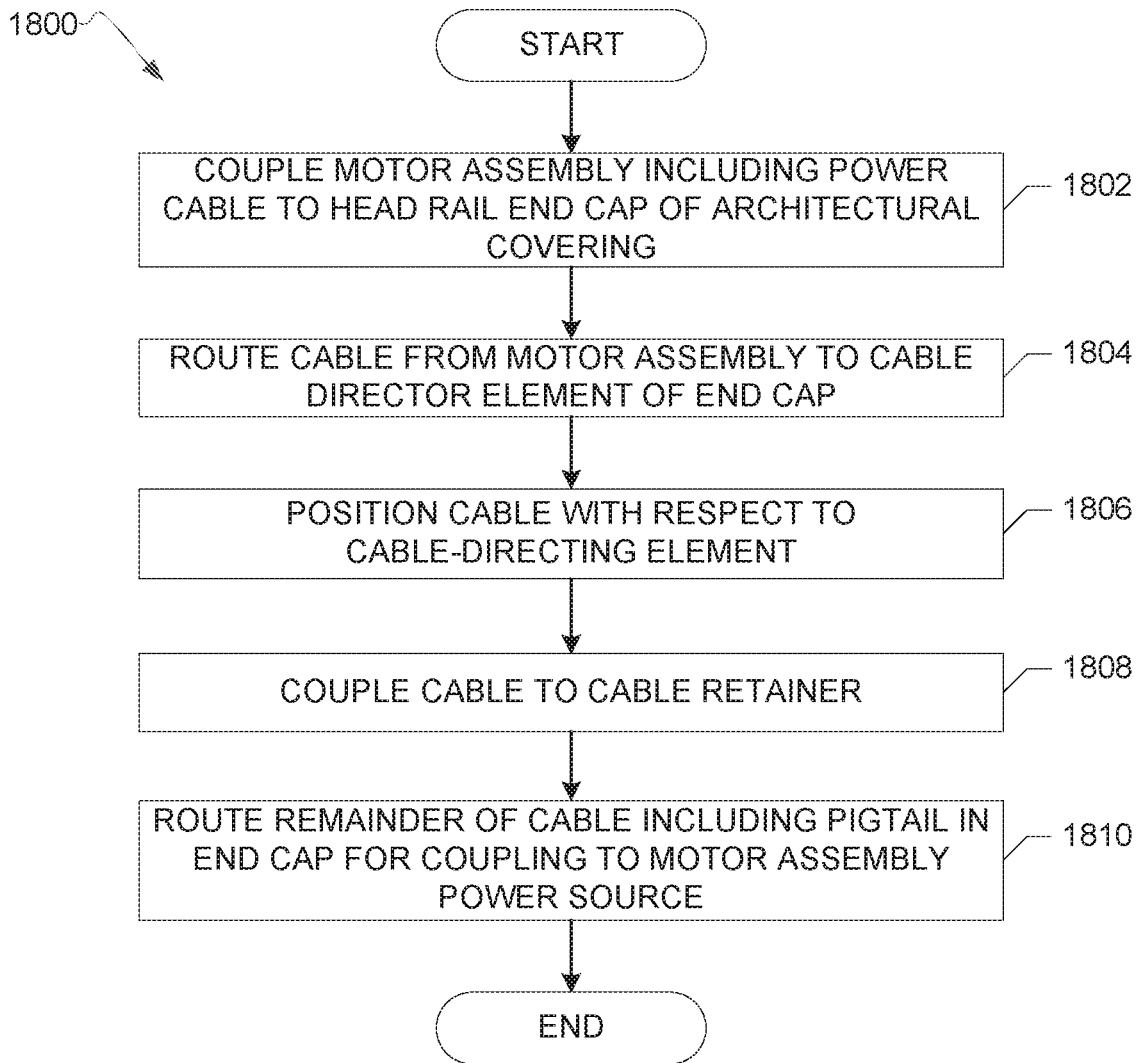 1800
START
COUPLE MOTOR ASSEMBLY INCLUDING POWER
CABLE TO HEAD RAIL END CAP OF ARCHITECTURAL
COVERING
1802
ROUTE CABLE FROM MOTOR ASSEMBLY TO CABLE
DIRECTOR ELEMENT OF END CAP
1804
POSITION CABLE WITH RESPECT TO
CABLE-DIRECTING ELEMENT
1806
COUPLE CABLE TO CABLE RETAINER
1808
ROUTE REMAINDER OF CABLE INCLUDING PIGTAIL IN
END CAP FOR COUPLING TO MOTOR ASSEMBLY
POWER SOURCE
1810
END